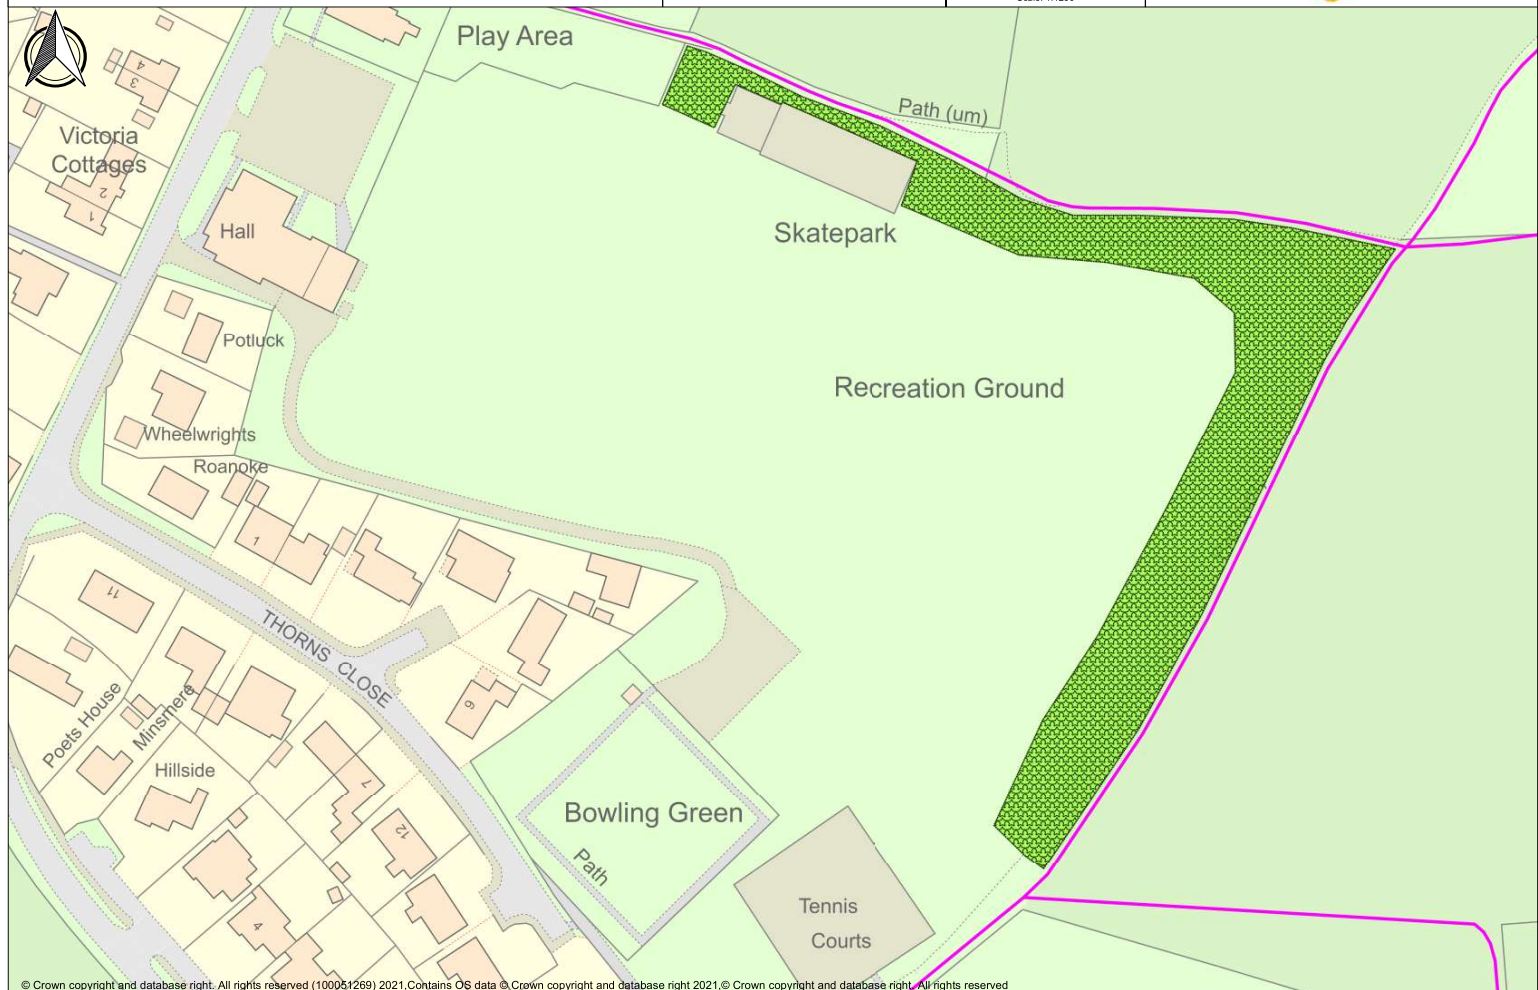 Play Area
Path (um)
4
3
Victoria
Cottages
2
1
Hall
Skatepark
Potluck
Recreation Ground
Wheelwrights
Roanoke
1
11
THORNS CLOSE
Poets House
Minsmere
6
Hillside
7
Bowling Green
12
Path
Tennis
Courts
4
© Crown copyright and database right. All rights reserved (100051269) 2021,Contains OS data © Crown copyright and database right 2021,© Crown copyright and database right. All rights reserved